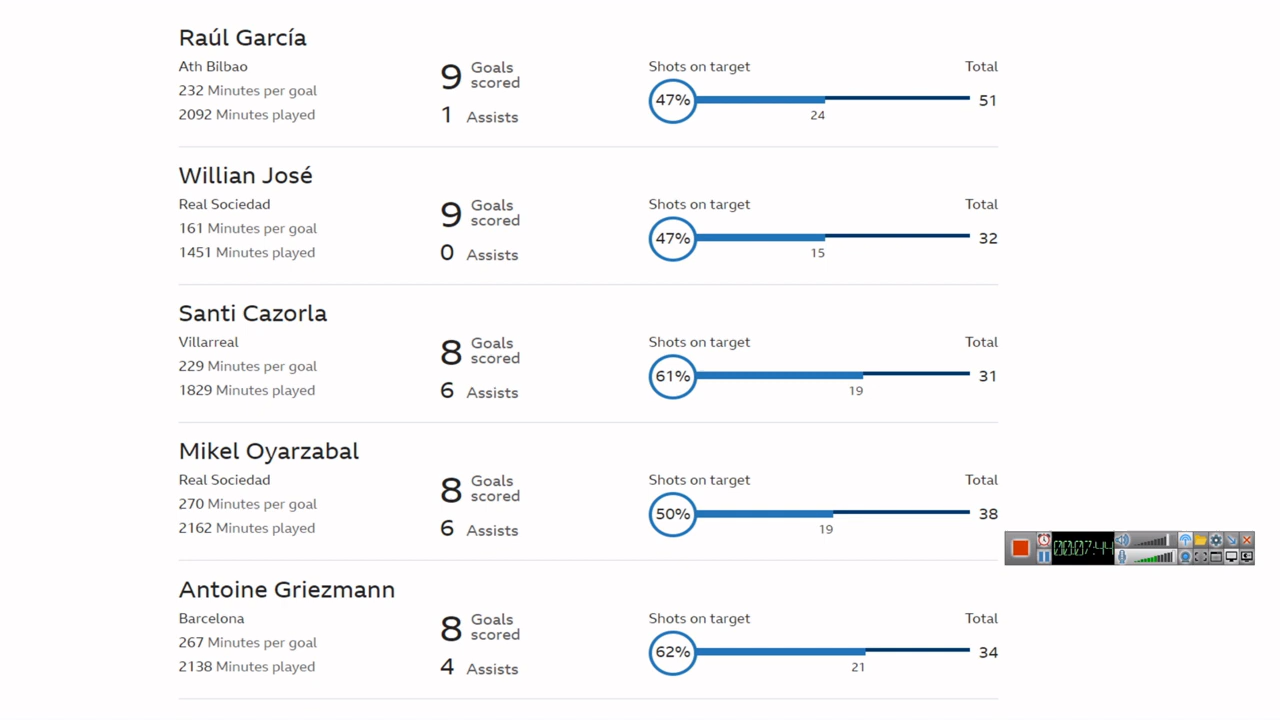 Raúl García
Ath Bilbao
232 Minutes per goal
2092 Minutes played
9 Goals scored
1 Assists
Shots on target
Total
47%
24
51
Willian José
Real Sociedad
161 Minutes per goal
1451 Minutes played
9 Goals scored
0 Assists
Shots on target
Total
47%
15
32
Santi Cazorla
Villarreal
229 Minutes per goal
1829 Minutes played
8 Goals scored
6 Assists
Shots on target
Total
61%
19
31
Mikel Oyarzabal
Real Sociedad
270 Minutes per goal
2162 Minutes played
8 Goals scored
6 Assists
Shots on target
Total
50%
19
38
00:07:44
Antoine Griezmann
Barcelona
267 Minutes per goal
2138 Minutes played
8 Goals scored
4 Assists
Shots on target
Total
62%
21
34